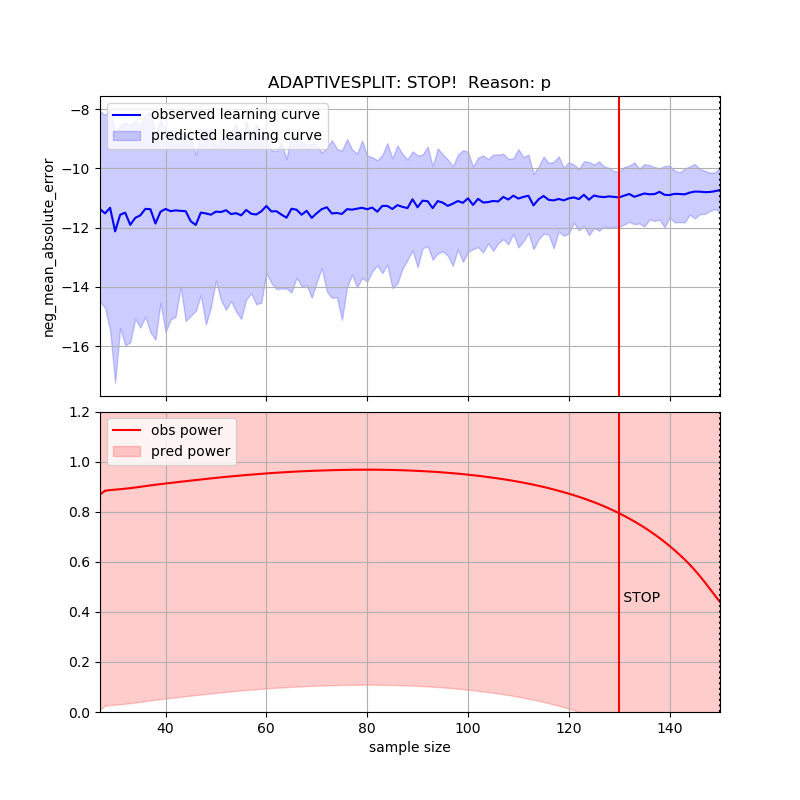 ADAPTIVESPLIT: STOP!  Reason: p
observed learning curve
predicted learning curve
neg_mean_absolute_error
−8
−10
−12
−14
−16
obs power
pred power
1.2
1.0
0.8
0.6
0.4
0.2
0.0
STOP
40 60 80 100 120 140
sample size